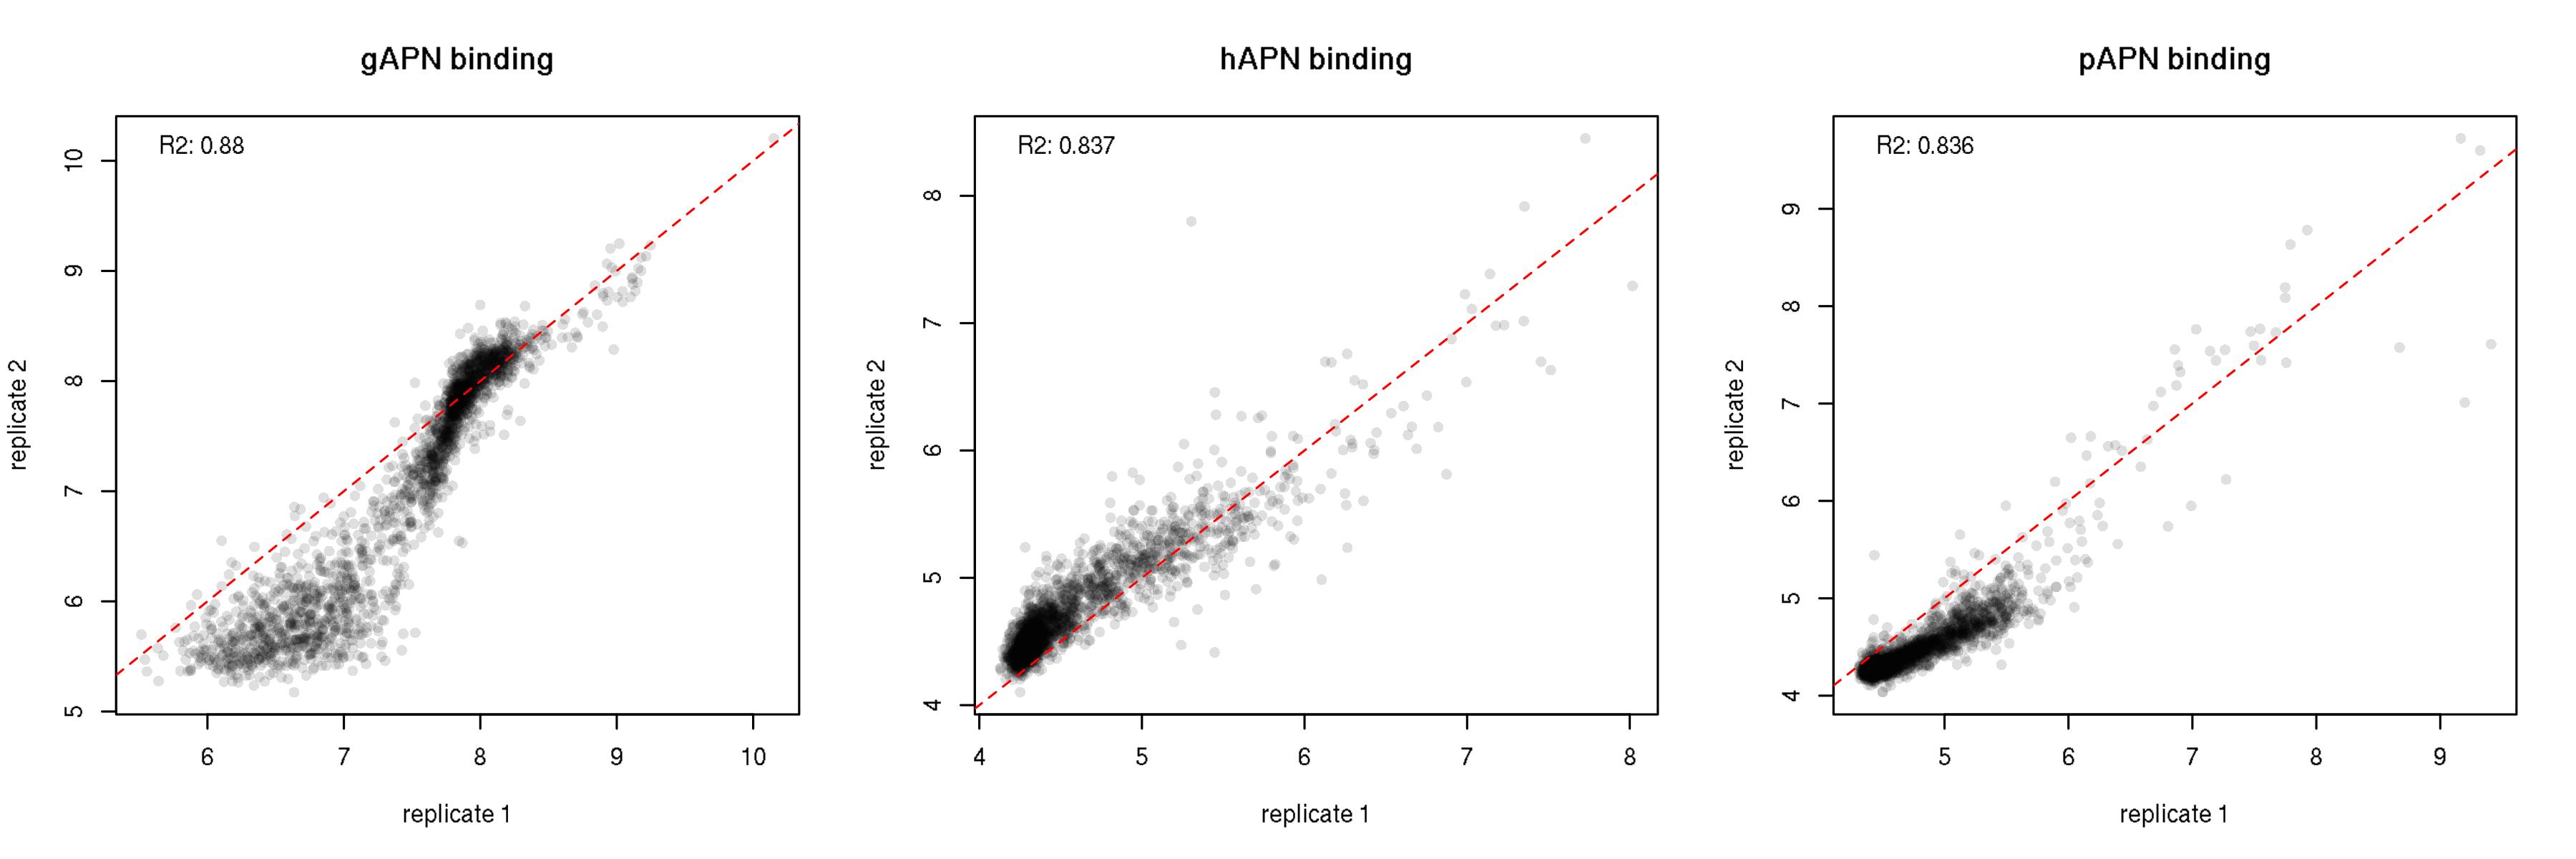 gAPN binding
R2: 0.88
10
9
8
7
6
5
replicate 2
6 7 8 9 10
replicate 1
hAPN binding
R2: 0.837
8
7
6
5
4
replicate 2
4 5 6 7 8
replicate 1
pAPN binding
R2: 0.836
9
8
7
6
5
4
replicate 2
5 6 7 8 9
replicate 1